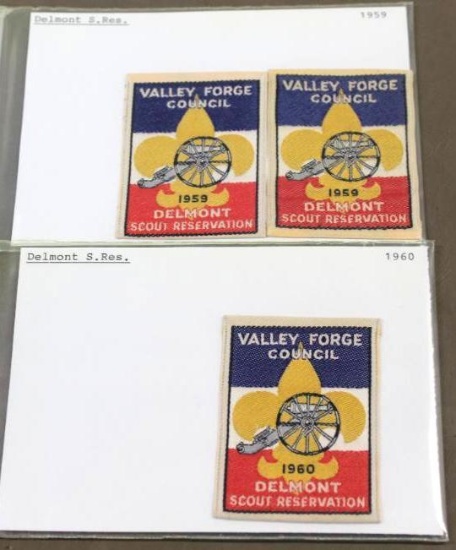 Delmont S.Res. 1959
VALLEY FORGE
COUNCIL
1959
DELMONT
SCOUT RESERVATION
VALLEY FORGE
COUNCIL
1959
DELMONT
SCOUT RESERVATION
Delmont S.Res. 1960
VALLEY FORGE
COUNCIL
1960
DELMONT
SCOUT RESERVATION